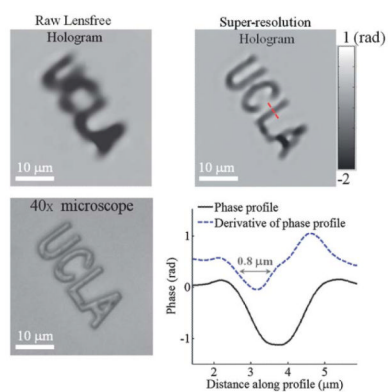 Raw Lensfree
Hologram
UCLA
10 μm
Super-resolution
Hologram
1 (rad)
UCLA
10 μm
-2
40x microscope
UCLA
10 μm
Phase profile
Derivative of phase profile
1
0.8 μm
0
-1
Phase (rad)
2 3 4 5
Distance along profile (μm)